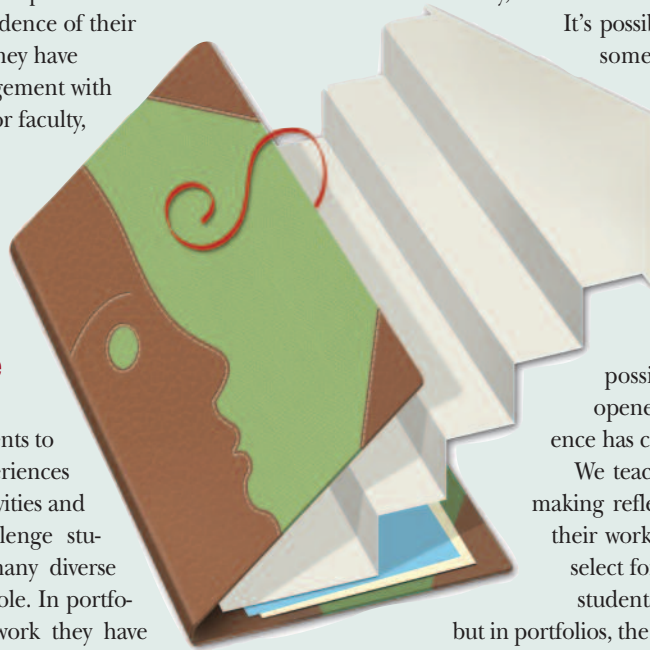 dence of their
hey have
gement with
or faculty,
nts to
eriences
vities and
lenge stu-
many diverse
ole. In portfo-
work they have
It's possib
some
possi
opene
ence has c
We teac
making refle
their work
select fo
student
but in portfolios, the